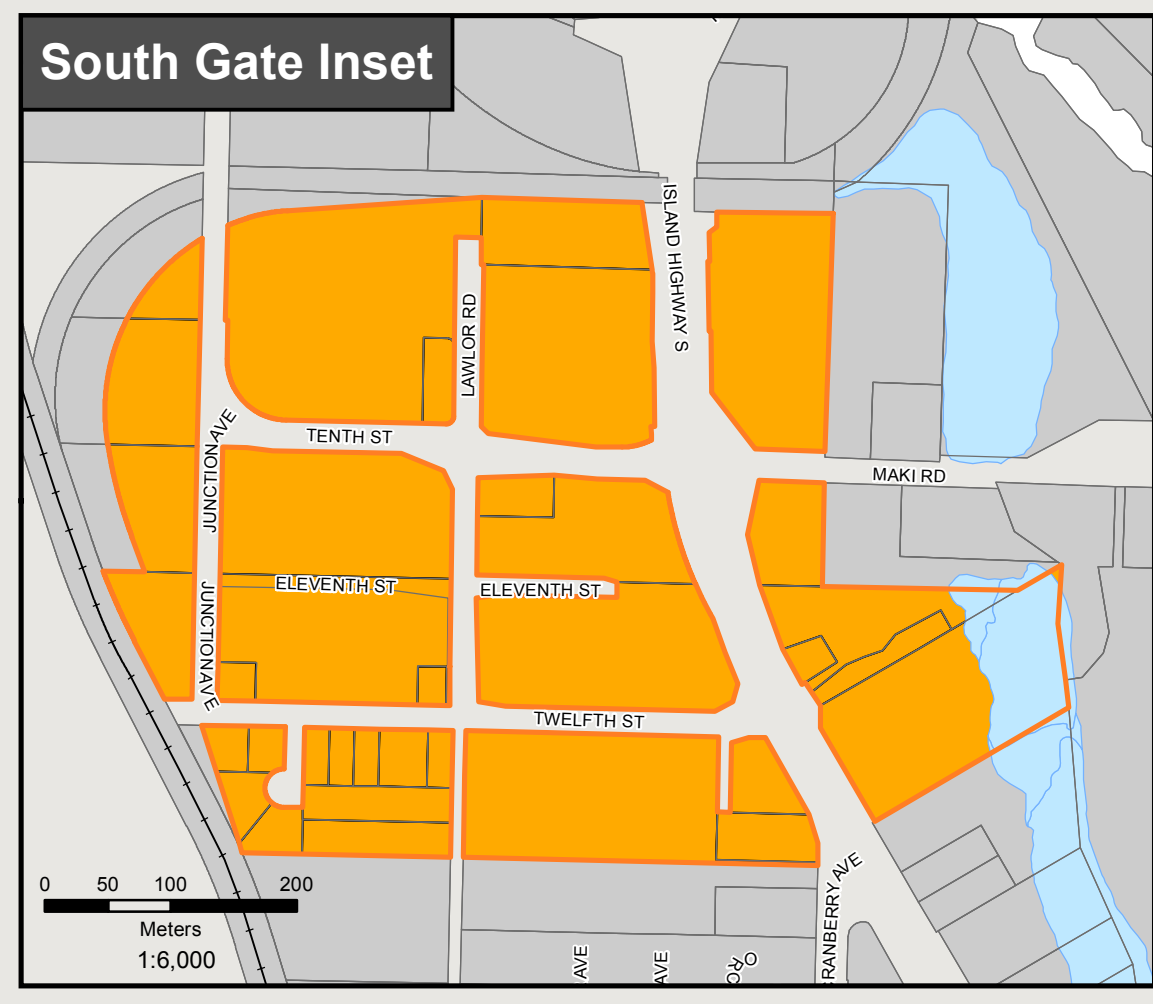 South Gate Inset
ISLAND HIGHWAY S
LAWLOR RD
JUNCTION AVE
TENTH ST
MAKI RD
ELEVENTH ST
ELEVENTH ST
JUNCTION AVE
TWELFTH ST
CRANBERRY AVE
0 50 100 200
Meters
1:6,000
AVE
AVE